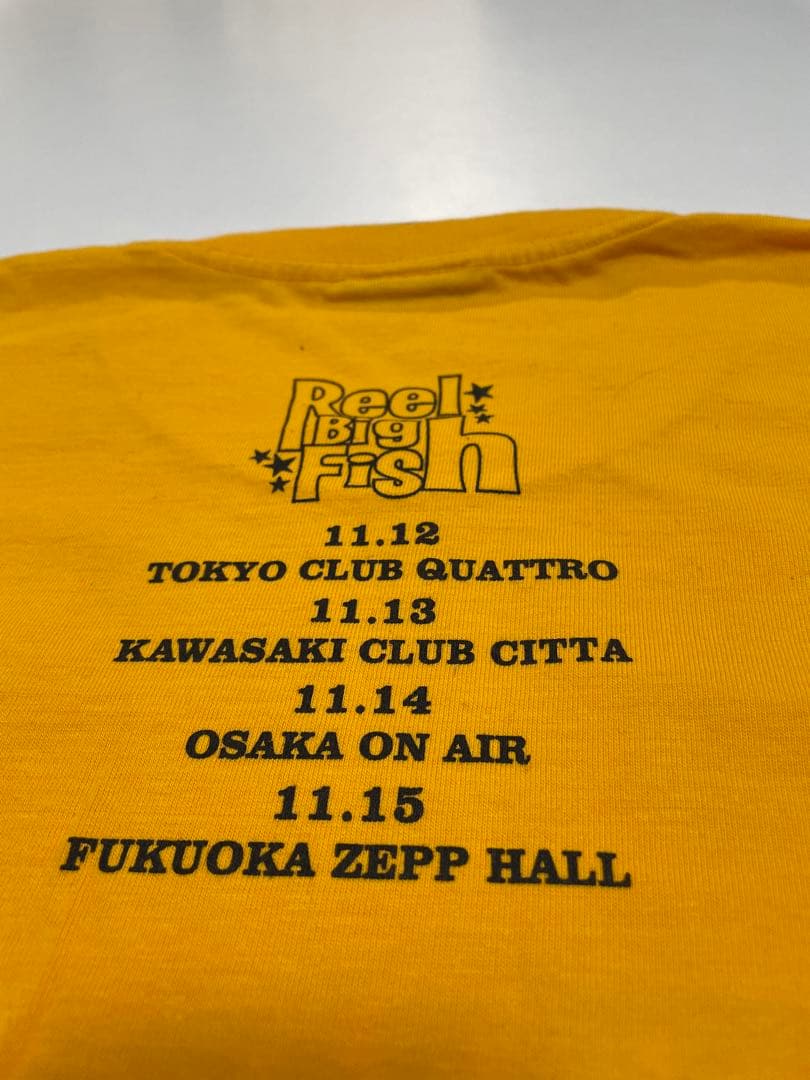 Reel
Big
Fish
11.12
TOKYO CLUB QUATTRO
11.13
KAWASAKI CLUB CITTA
11.14
OSAKA ON AIR
11.15
FUKUOKA ZEPP HALL